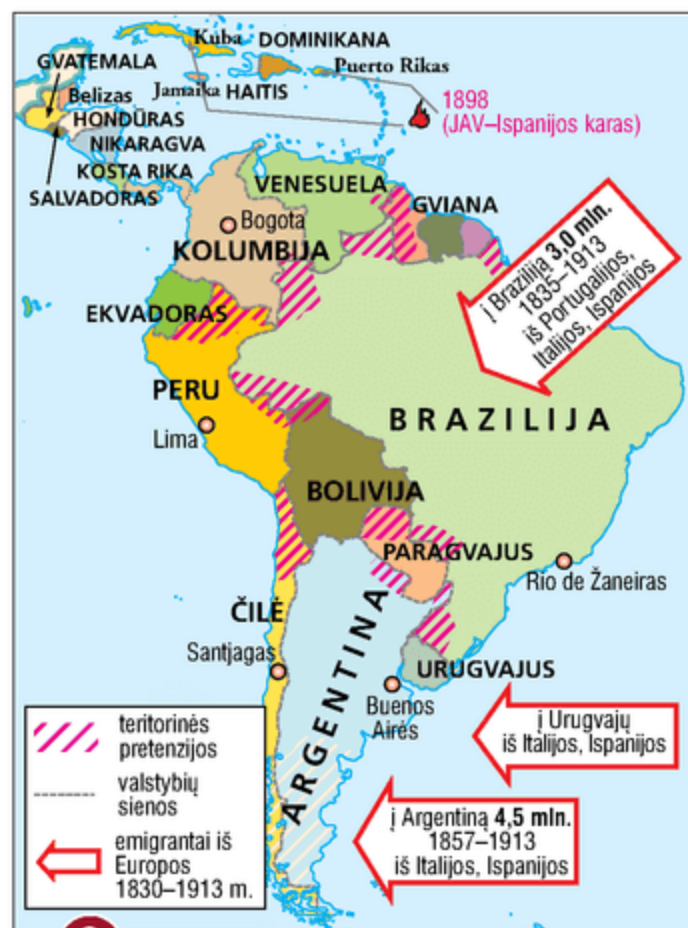 Kuba
DOMINIKANA
GVATEMALA
Puerto Rikas
Belizas
Jamaika
HAITIS
1898
(JAV–Ispanijos karas)
HONDŪRAS
NIKARAGVA
KOSTA RIKA
SALVADORAS
VENESUELA
GVIANA
Bogota
KOLUMBIJA
į Braziliją 3,0 mln.
1835–1913
iš Portugalijos,
Italijos, Ispanijos
EKVADORAS
PERU
Lima
BRAZILIJA
BOLIVIJA
PARAGVAJUS
Rio de Žaneiras
ČILĖ
Santjagas
ARGENTINA
URUGVAJUS
Buenos
Airės
į Urugvajų
iš Italijos, Ispanijos
į Argentiną 4,5 mln.
1857–1913
iš Italijos, Ispanijos
teritorinės
pretenzijos
valstybių
sienos
emigrantai iš
Europos
1830–1913 m.